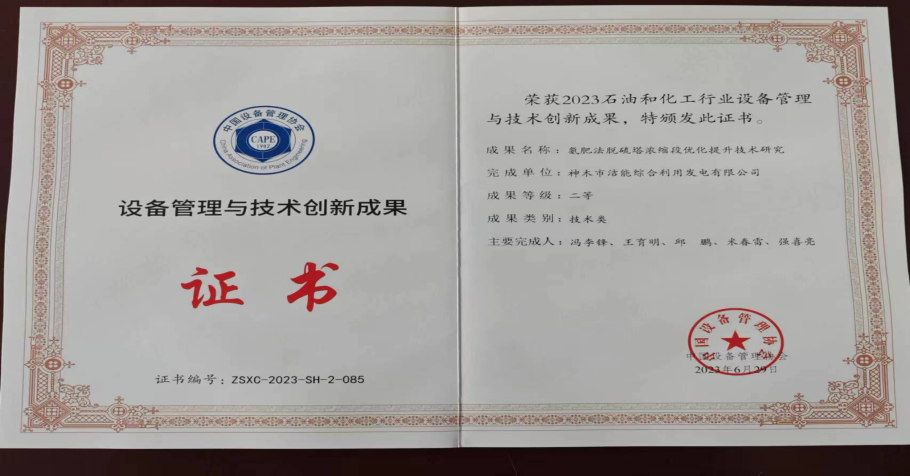 中国设备管理协会
CAPE
1982
China Association of Plant Engineering
设备管理与技术创新成果
证书
证书编号：ZSXC-2023-SH-2-085
荣获2023石油和化工行业设备管理
与技术创新成果，特颁发此证书。
成果名称：氨肥法脱硫塔浓缩段优化提升技术研究
完成单位：神木市洁能综合利用发电有限公司
成果等级：二等
成果类别：技术类
主要完成人：冯李锋、王育明、邱 鹏、米春雷、强喜亮
中国设备管理协会
中国设备管理协会
2023年6月29日